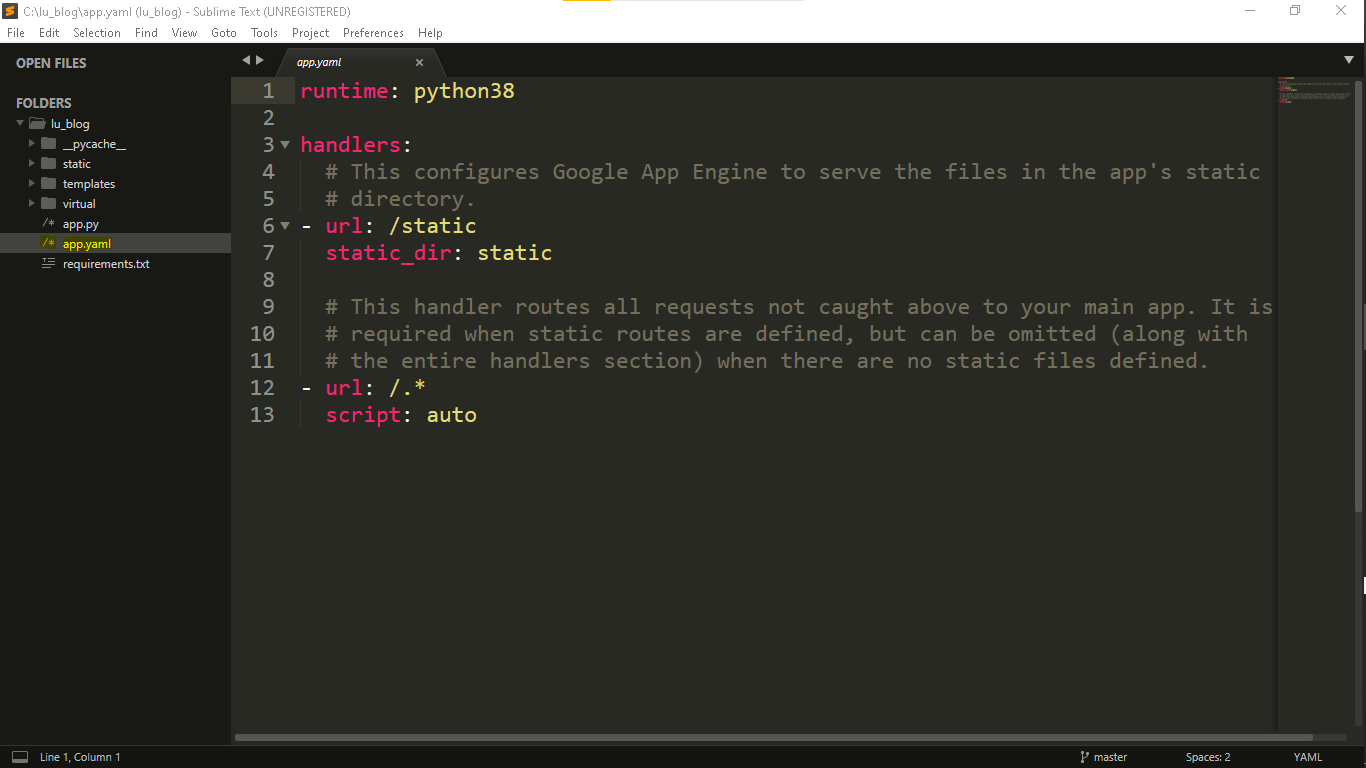 C:\lu_blog\app.yaml (lu_blog) - Sublime Text (UNREGISTERED)
File Edit Selection Find View Goto Tools Project Preferences Help
OPEN FILES
FOLDERS
lu_blog
__pycache__
static
templates
virtual
/* app.py
/* app.yaml
requirements.txt
app.yaml
1 runtime: python38
2
3 handlers:
4 # This configures Google App Engine to serve the files in the app's static
5 # directory.
6 - url: /static
7 static_dir: static
8
9 # This handler routes all requests not caught above to your main app. It is
10 # required when static routes are defined, but can be omitted (along with
11 # the entire handlers section) when there are no static files defined.
12 - url: /.*
13 script: auto
Line 1, Column 1 master Spaces: 2 YAML